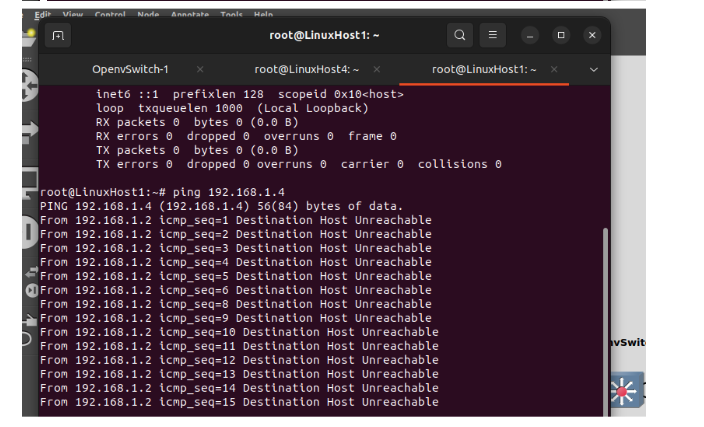 Edit View Control Node Annotate Tools Help
root@LinuxHost1: ~
OpenvSwitch-1 × root@LinuxHost4: ~ × root@LinuxHost1: ~ ×
inet6 ::1 prefixlen 128 scopeid 0x10<host>
loop txqueuelen 1000 (Local Loopback)
RX packets 0 bytes 0 (0.0 B)
RX errors 0 dropped 0 overruns 0 frame 0
TX packets 0 bytes 0 (0.0 B)
TX errors 0 dropped 0 overruns 0 carrier 0 collisions 0
root@LinuxHost1:~# ping 192.168.1.4
PING 192.168.1.4 (192.168.1.4) 56(84) bytes of data.
From 192.168.1.2 icmp_seq=1 Destination Host Unreachable
From 192.168.1.2 icmp_seq=2 Destination Host Unreachable
From 192.168.1.2 icmp_seq=3 Destination Host Unreachable
From 192.168.1.2 icmp_seq=4 Destination Host Unreachable
From 192.168.1.2 icmp_seq=5 Destination Host Unreachable
From 192.168.1.2 icmp_seq=6 Destination Host Unreachable
From 192.168.1.2 icmp_seq=8 Destination Host Unreachable
From 192.168.1.2 icmp_seq=9 Destination Host Unreachable
From 192.168.1.2 icmp_seq=10 Destination Host Unreachable
From 192.168.1.2 icmp_seq=11 Destination Host Unreachable
From 192.168.1.2 icmp_seq=12 Destination Host Unreachable
From 192.168.1.2 icmp_seq=13 Destination Host Unreachable
From 192.168.1.2 icmp_seq=14 Destination Host Unreachable
From 192.168.1.2 icmp_seq=15 Destination Host Unreachable